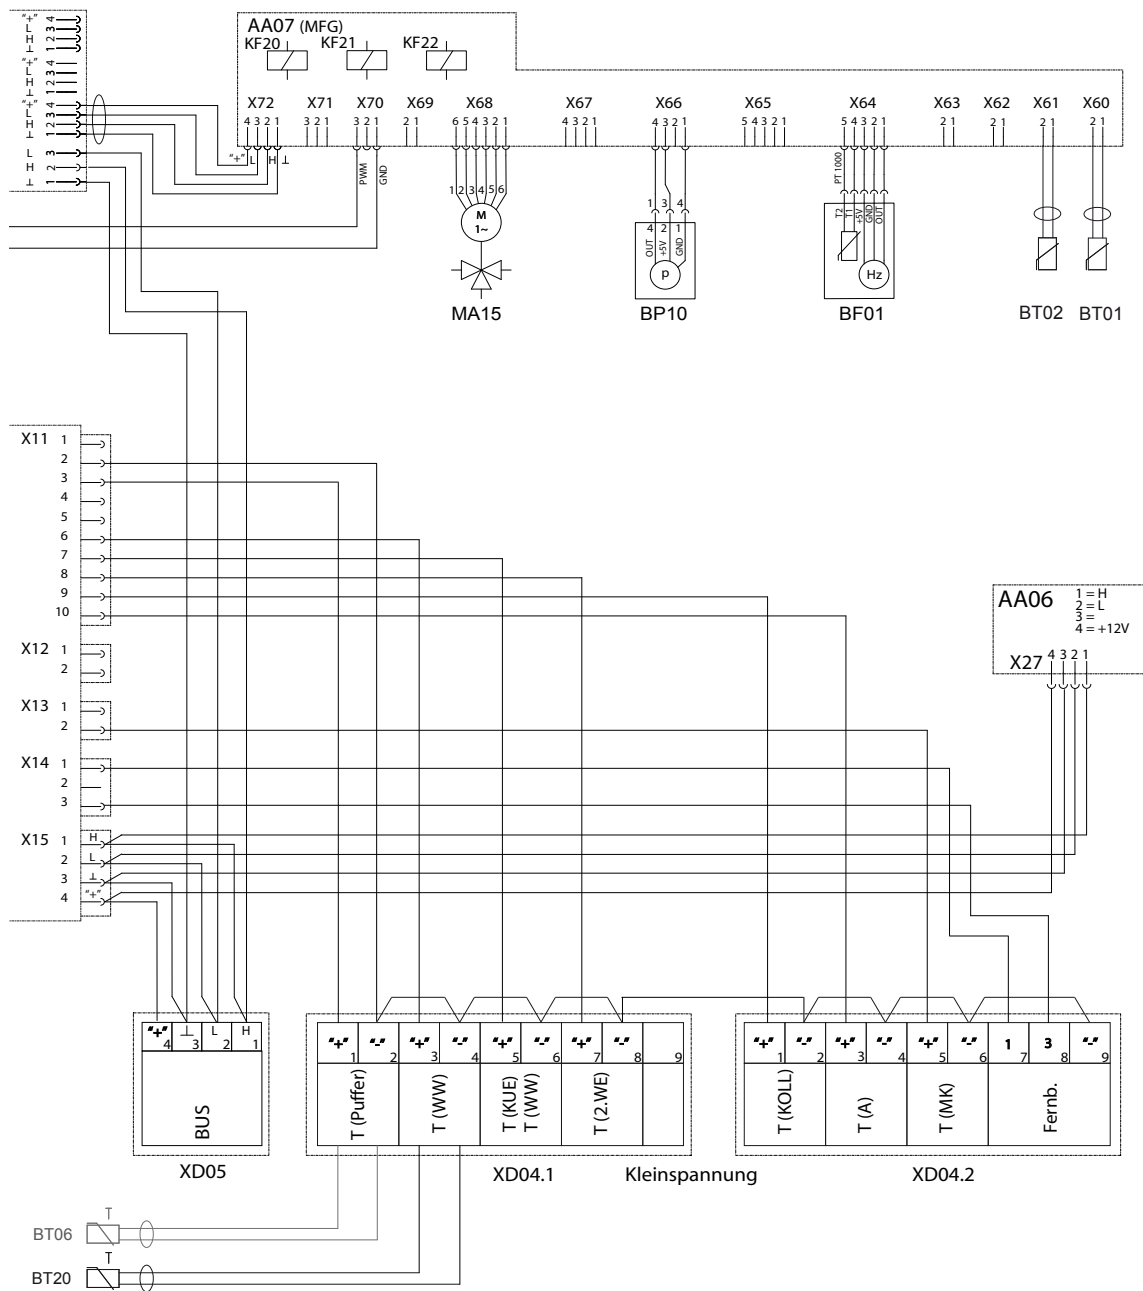 "+" 4
L 3
H 2
⊥ 1
"+" 4
L 3
H 2
⊥ 1
"+" 4
L 3
H 2
⊥ 1
L 3
H 2
⊥ 1
AA07 (MFG)
KF20 KF21 KF22
X72 X71 X70 X69 X68 X67 X66 X65 X64 X63 X62 X61 X60
4 3 2 1
3 2 1
3 2 1
2 1
6 5 4 3 2 1
4 3 2 1
4 3 2 1
5 4 3 2 1
5 4 3 2 1
2 1
2 1
2 1
2 1
"+" L H ⊥
PWM
GND
PT 1000
1 2 3 4 5 6
M
1~
MA15
1 3 4
4 2 1
OUT
+5V
GND
p
BP10
T2
T1
+5V
GND
OUT
Hz
BF01
BT02 BT01
X11 1
2
3
4
5
6
7
8
9
10
X12 1
2
X13 1
2
X14 1
2
3
X15 1 H
2 L
3 ⊥
4 "+"
AA06
1 = H
2 = L
3 =
4 = +12V
X27 4 3 2 1
"+" ⊥ L H
4 3 2 1
BUS
XD05
"+" "-" "+" "-" "+" "-" "+" "-"
1 2 3 4 5 6 7 8 9
T (Puffer)
T (WW)
T (KUE)
T (WW)
T (2.WE)
XD04.1
Kleinspannung
"+" "-" "+" "-" "+" "-" 1 3 "-"
1 2 3 4 5 6 7 8 9
T (KOLL)
T (A)
T (MK)
Fernb.
XD04.2
T
BT06
T
BT20